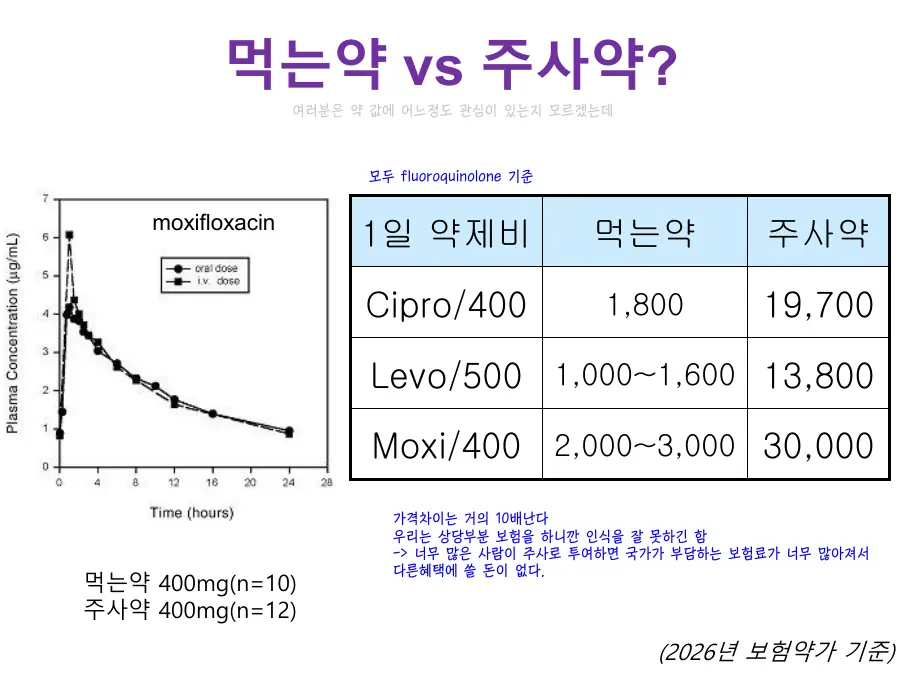 먹는약 vs 주사약?
여러분은 약 값에 어느정도 관심이 있는지 모르겠는데
모두 fluoroquinolone 기준
moxifloxacin
oral dose
i.v. dose
Plasma Concentration (μg/mL)
7
6
5
4
3
2
1
0
0 4 8 12 16 20 24 28
Time (hours)
먹는약 400mg(n=10)
주사약 400mg(n=12)
1일 약제비 먹는약 주사약
Cipro/400 1,800 19,700
Levo/500 1,000~1,600 13,800
Moxi/400 2,000~3,000 30,000
가격차이는 거의 10배난다
우리는 상당부분 보험을 하니깐 인식을 잘 못하긴 함
-> 너무 많은 사람이 주사로 투여하면 국가가 부담하는 보험료가 너무 많아져서
다른혜택에 쓸 돈이 없다.
(2026년 보험약가 기준)